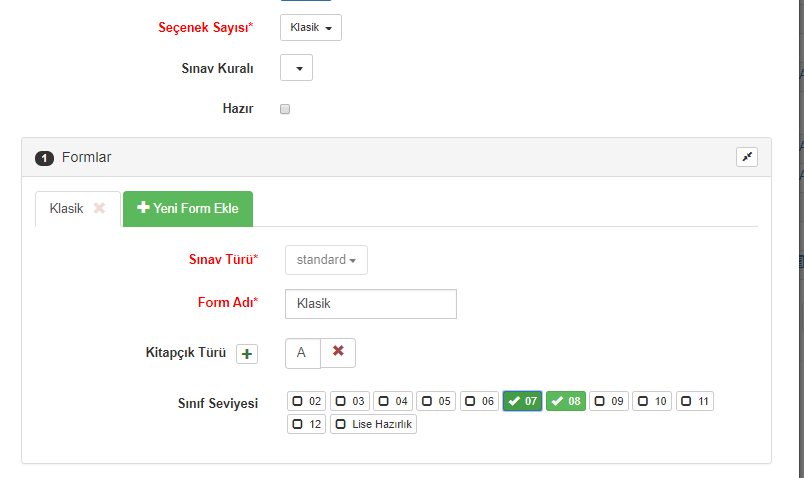 Seçenek Sayısı* Klasik
Sınav Kuralı
Hazır
1 Formlar
Klasik Yeni Form Ekle
Sınav Türü* standard
Form Adı* Klasik
Kitapçık Türü A
Sınıf Seviyesi 02 03 04 05 06 07 08 09 10 11
12 Lise Hazırlık